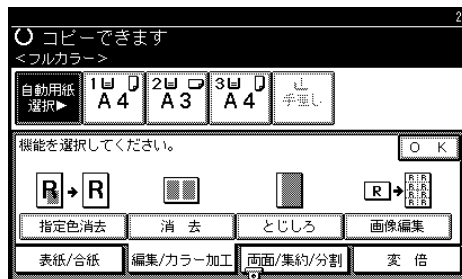 2
コピーできます
<フルカラー>
自動用紙
選択▶
1 A4
2 A3
3 A4
手差し
機能を選択してください。
OK
R→R
R→R R R R R R
指定色消去
消去
とじしろ
画像編集
表紙/合紙
編集/カラー加工
両面/集約/分割
変倍